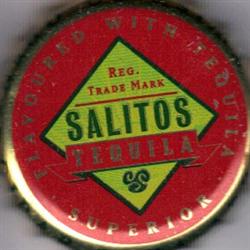 FLAVOURED WITH TEQUILA
REG.
TRADE MARK
SALITOS
TEQUILA
SUPERIOR